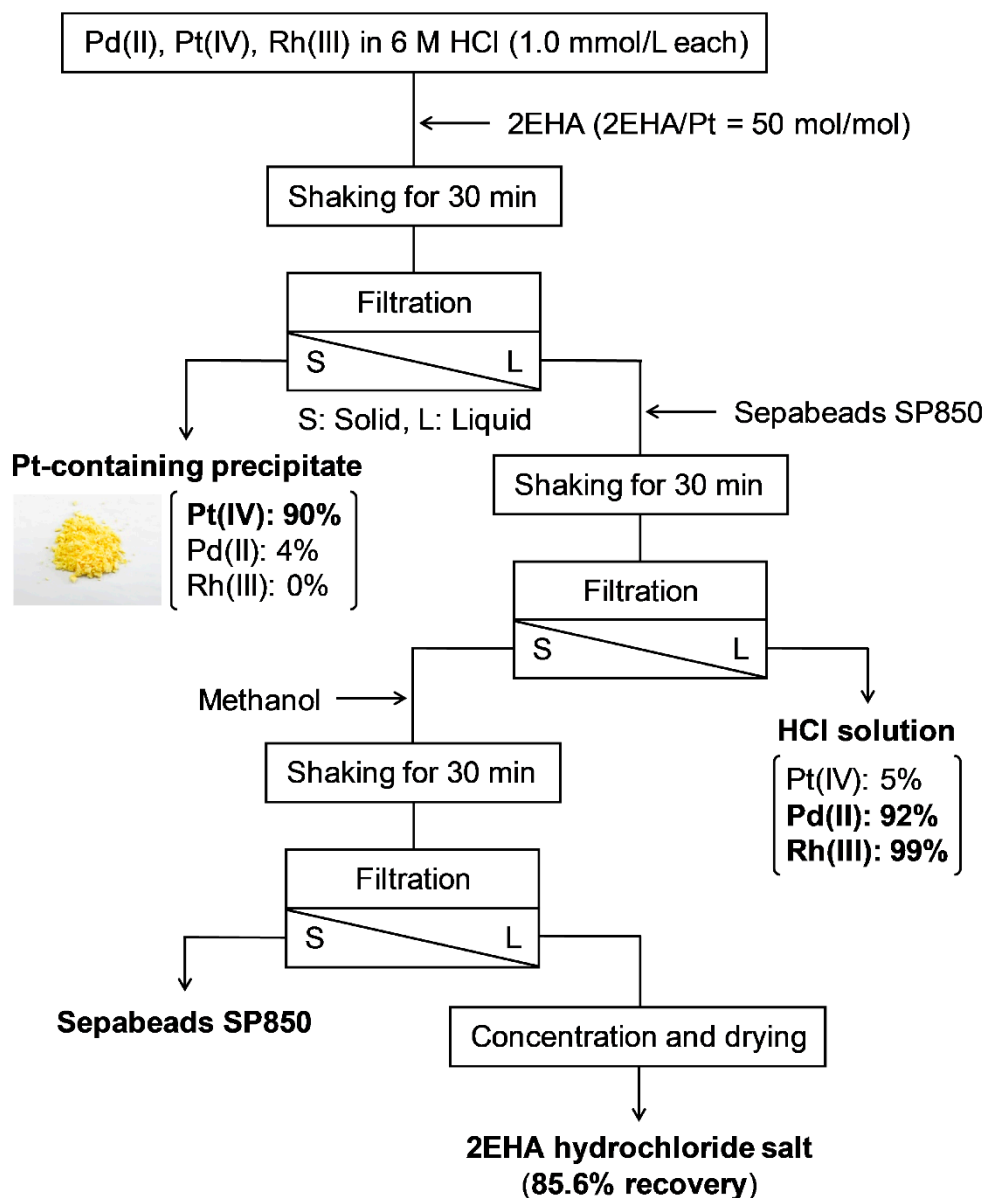 Pd(II), Pt(IV), Rh(III) in 6 M HCl (1.0 mmol/L each)
2EHA (2EHA/Pt = 50 mol/mol)
Shaking for 30 min
Filtration
S L
S: Solid, L: Liquid
Sepabeads SP850
Pt-containing precipitate
Pt(IV): 90%
Pd(II): 4%
Rh(III): 0%
Shaking for 30 min
Filtration
S L
Methanol
HCl solution
Pt(IV): 5%
Pd(II): 92%
Rh(III): 99%
Shaking for 30 min
Filtration
S L
Sepabeads SP850
Concentration and drying
2EHA hydrochloride salt
(85.6% recovery)